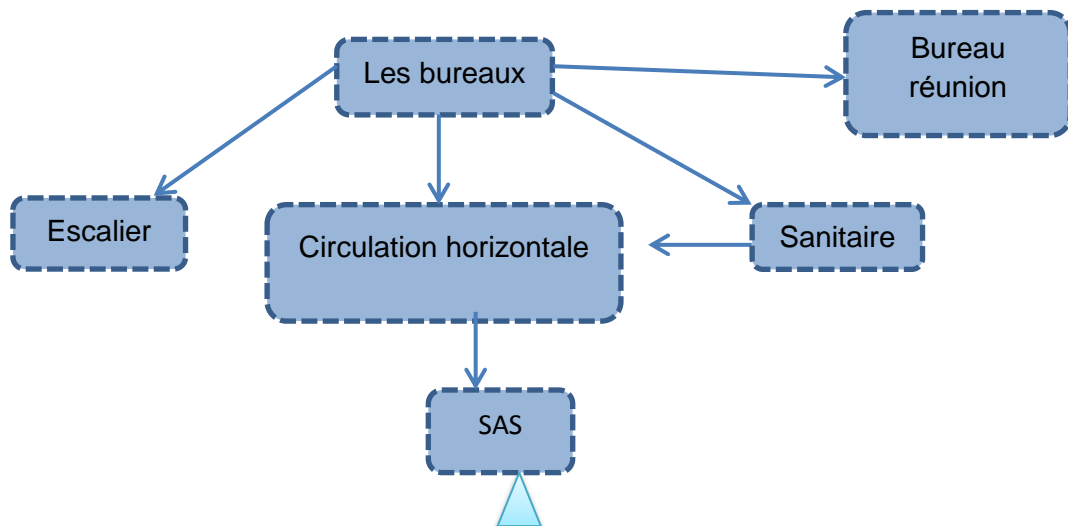 Les bureaux
Bureau
réunion
Escalier
Circulation horizontale
Sanitaire
SAS